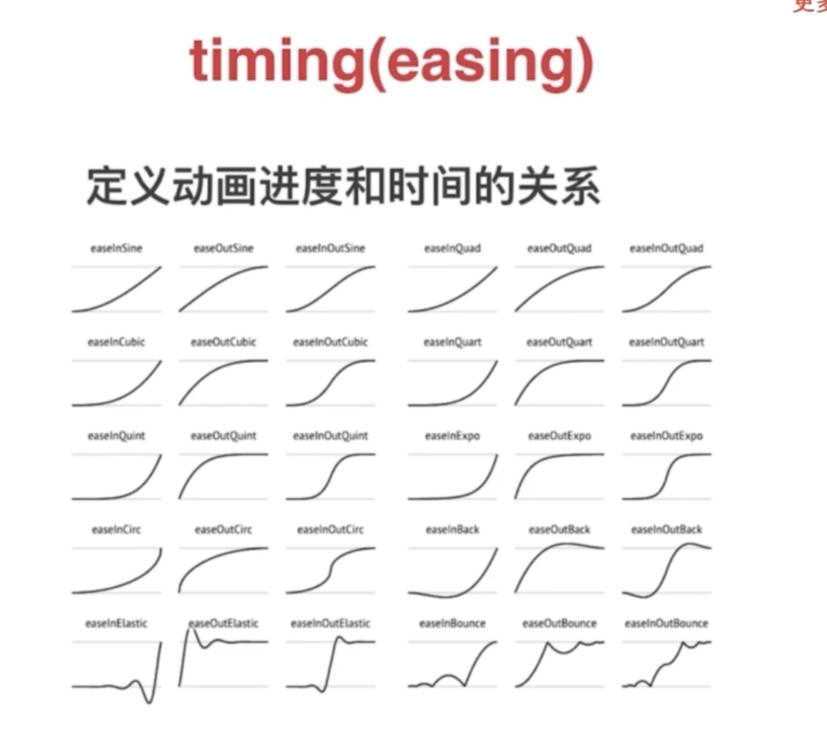 更多
timing(easing)
定义动画进度和时间的关系
easeInSine easeOutSine easeInOutSine easeInQuad easeOutQuad easeInOutQuad
easeInCubic easeOutCubic easeInOutCubic easeInQuart easeOutQuart easeInOutQuart
easeInQuint easeOutQuint easeInOutQuint easeInExpo easeOutExpo easeInOutExpo
easeInCirc easeOutCirc easeInOutCirc easeInBack easeOutBack easeInOutBack
easeInElastic easeOutElastic easeInOutElastic easeInBounce easeOutBounce easeInOutBounce